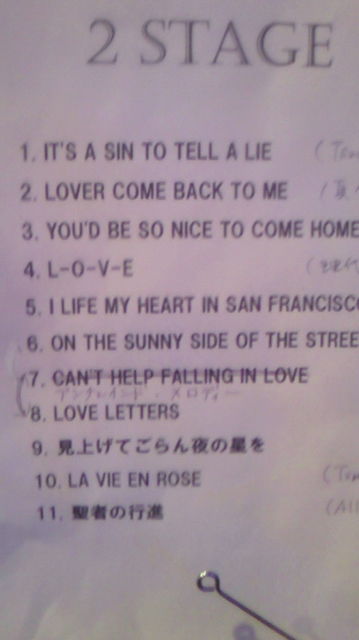 2 STAGE
1. IT'S A SIN TO TELL A LIE
2. LOVER COME BACK TO ME
3. YOU'D BE SO NICE TO COME HOME
4. L-O-V-E
5. I LIFE MY HEART IN SAN FRANCISC
6. ON THE SUNNY SIDE OF THE STREE
7. CAN'T HELP FALLING IN LOVE
アンチェインド・メロディー
8. LOVE LETTERS
9. 見上げてごらん夜の星を
10. LA VIE EN ROSE
11. 聖者の行進